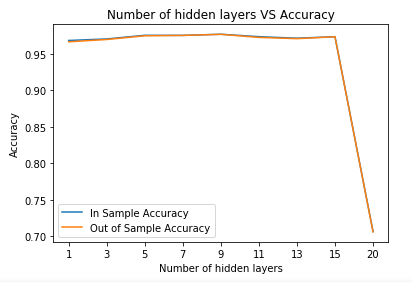 Number of hidden layers VS Accuracy
Accuracy
0.95
0.90
0.85
0.80
0.75
0.70
In Sample Accuracy
Out of Sample Accuracy
1 3 5 7 9 11 13 15 20
Number of hidden layers